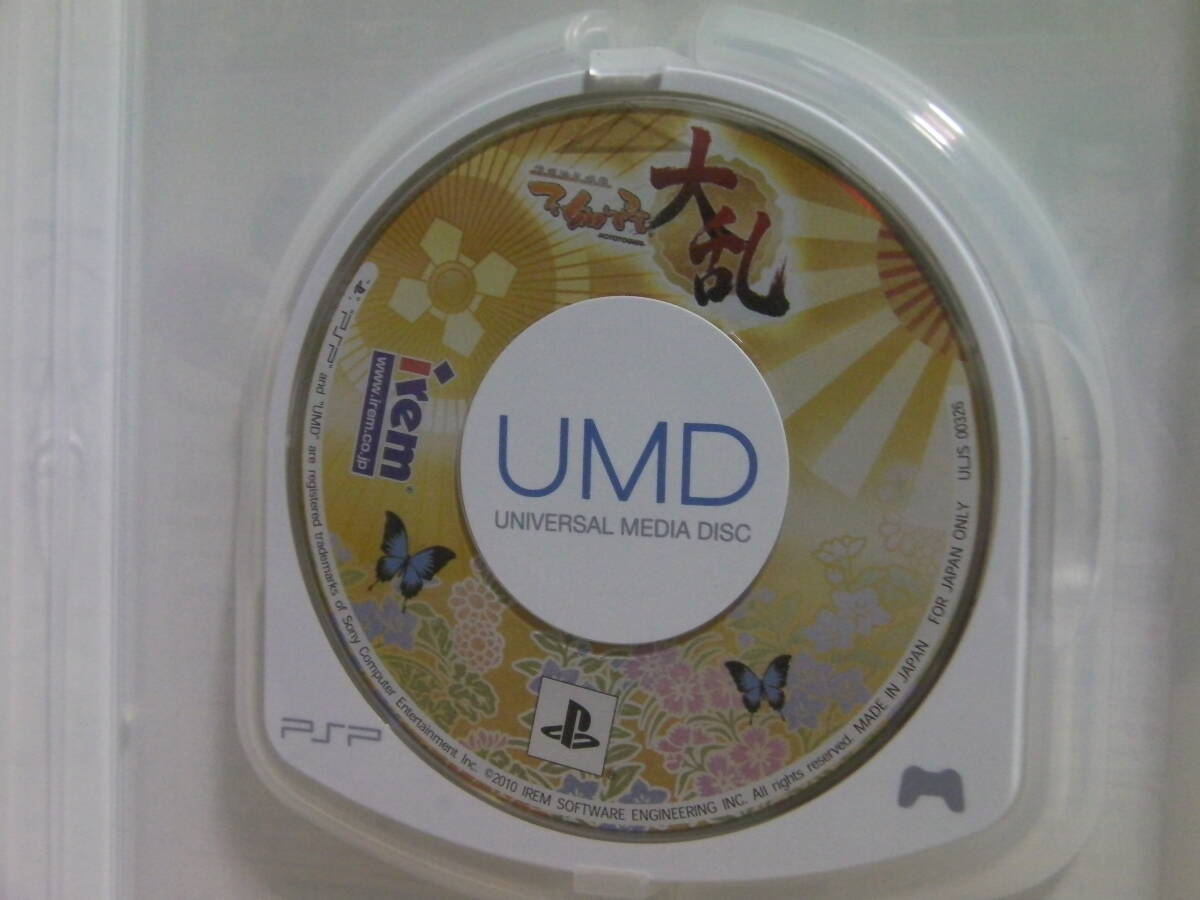 大乱
irem
www.irem.co.jp
UMD
UNIVERSAL MEDIA DISC
"PSP" and "UMD" are registered trademarks of Sony Computer Entertainment Inc. ©2010 IREM SOFTWARE ENGINEERING INC. All rights reserved. MADE IN JAPAN FOR JAPAN ONLY ULJS 00326
PSP